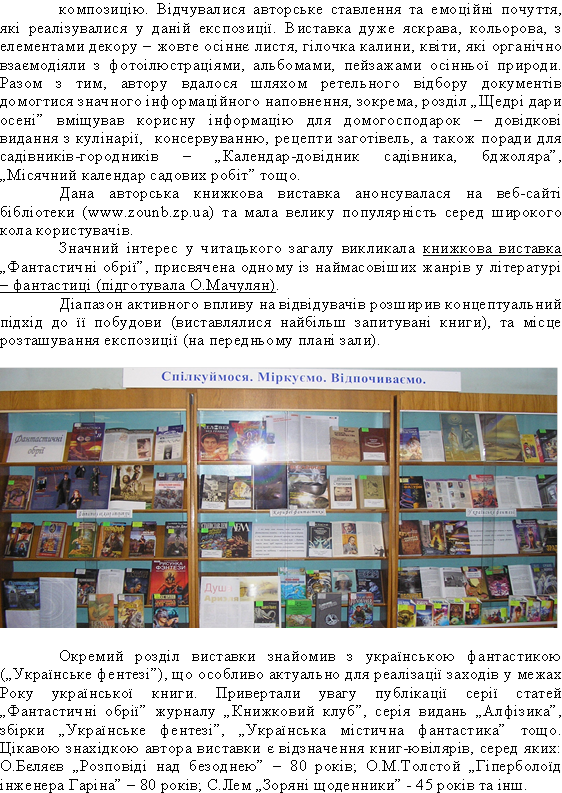 композицію. Відчувалися авторське ставлення та емоційні почуття,
які реалізувалися у даній експозиції. Виставка дуже яскрава, кольорова, з
елементами декору – жовте осіннє листя, гілочка калини, квіти, які органічно
взаємодіяли з фотоілюстраціями, альбомами, пейзажами осінньої природи.
Разом з тим, автору вдалося шляхом ретельного відбору документів
домогтися значного інформаційного наповнення, зокрема, розділ „Щедрі дари
осені” вміщував корисну інформацію для домогосподарок – довідкові
видання з кулінарії, консервуванню, рецепти заготівель, а також поради для
садівників-городників – „Календар-довідник садівника, бджоляра”,
„Місячний календар садових робіт” тощо.
Дана авторська книжкова виставка анонсувалася на веб-сайті
бібліотеки (www.zounb.zp.ua) та мала велику популярність серед широкого
кола користувачів.
Значний інтерес у читацького загалу викликала книжкова виставка
„Фантастичні обрії”, присвячена одному із наймасовіших жанрів у літературі
– фантастиці (підготувала О.Мачулян).
Діапазон активного впливу на відвідувачів розширив концептуальний
підхід до її побудови (виставлялися найбільш запитувані книги), та місце
розташування експозиції (на передньому плані зали).
Спілкуймося. Міркуємо. Відпочиваємо.
Фантастичні
обрії
РИСУНКА
ФЭНТЕЗИ
Душ
Окремий розділ виставки знайомив з українською фантастикою
(„Українське фентезі”), що особливо актуально для реалізації заходів у межах
Року української книги. Привертали увагу публікації серії статей
„Фантастичні обрії” журналу „Книжковий клуб”, серія видань „Алфізика”,
збірки „Українське фентезі”, „Українська містична фантастика” тощо.
Цікавою знахідкою автора виставки є відзначення книг-ювілярів, серед яких:
О.Бєляєв „Розповіді над безоднею” – 80 років; О.М.Толстой „Гіперболоїд
інженера Гаріна” – 80 років; С.Лем „Зоряні щоденники” - 45 років та інш.